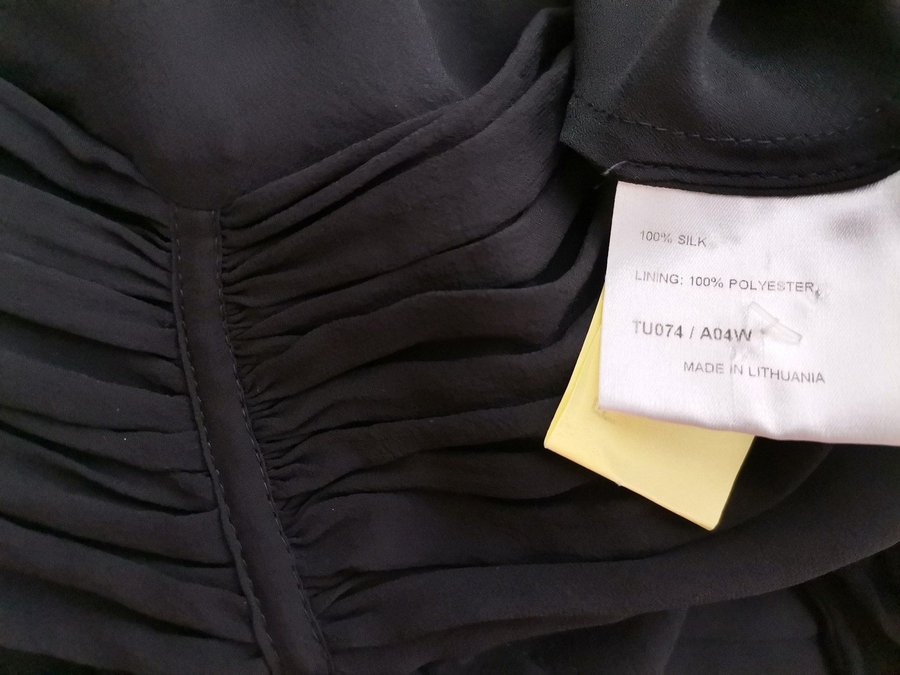 100% SILK
LINING: 100% POLYESTER,
TU074 / A04W
MADE IN LITHUANIA